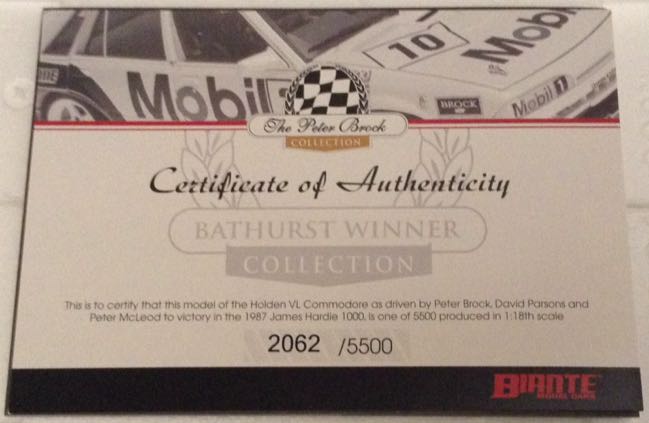 Mobil
10
Mobil
BROCK
Mobil 1
The Peter Brock
COLLECTION
Certificate of Authenticity
BATHURST WINNER
COLLECTION
This is to certify that this model of the Holden VL Commodore as driven by Peter Brock, David Parsons and
Peter McLeod to victory in the 1987 James Hardie 1000, is one of 5500 produced in 1:18th scale
2062 /5500
BIANTE
MODEL CARS